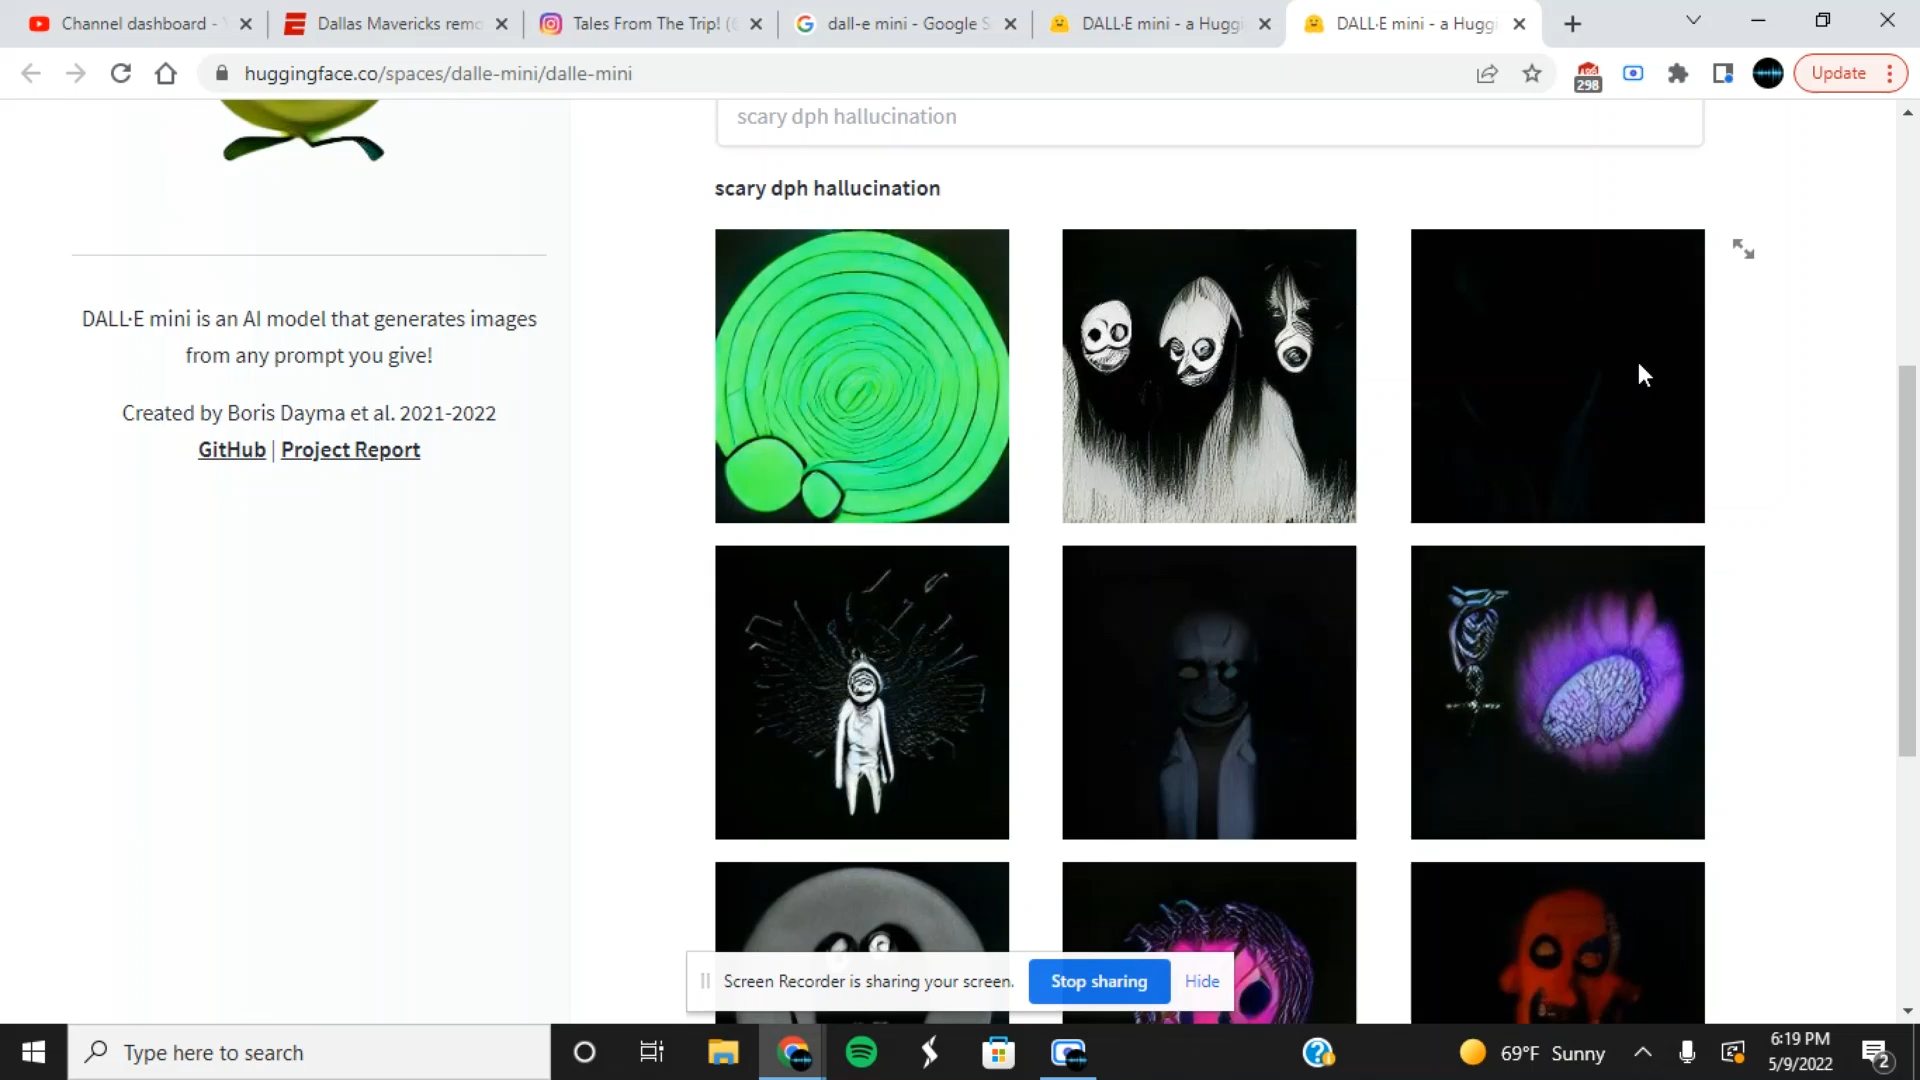 Channel dashboard -
Dallas Mavericks remo
Tales From The Trip! (
dall-e mini - Google S
DALL·E mini - a Huggi
DALL·E mini - a Huggi
huggingface.co/spaces/dalle-mini/dalle-mini
298
Update
scary dph hallucination
scary dph hallucination
DALL·E mini is an AI model that generates images
from any prompt you give!
Created by Boris Dayma et al. 2021-2022
GitHub | Project Report
Screen Recorder is sharing your screen.
Stop sharing
Hide
Type here to search
69°F Sunny
6:19 PM
5/9/2022
2